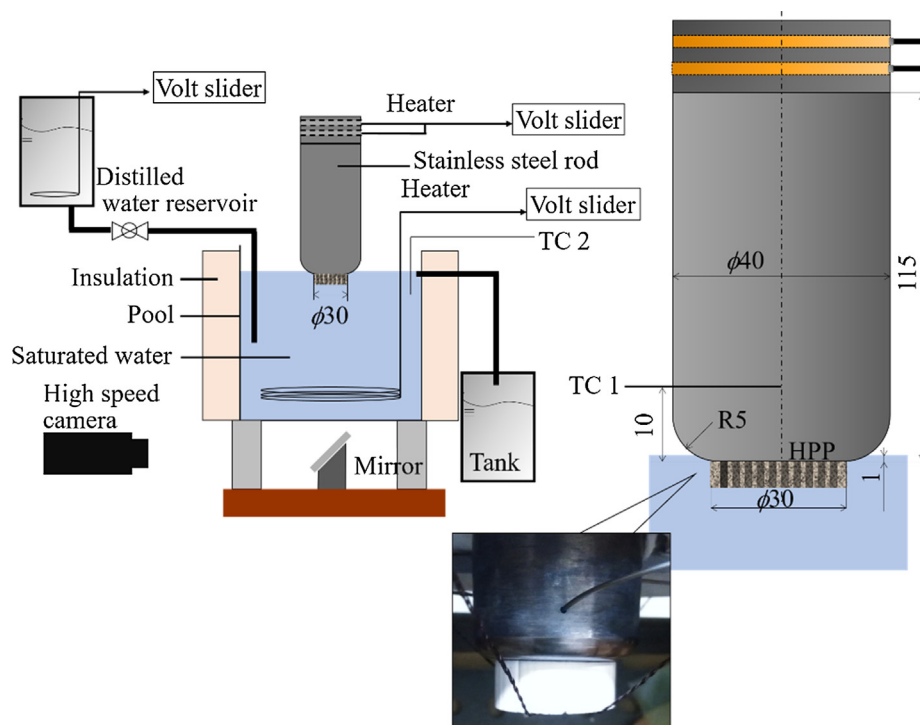 Volt slider
Distilled
water reservoir
Heater
Volt slider
Stainless steel rod
Heater
Volt slider
TC 2
Insulation
Pool
ϕ30
Saturated water
High speed
camera
Mirror
Tank
ϕ40
115
TC 1
10
R5
HPP
1
ϕ30